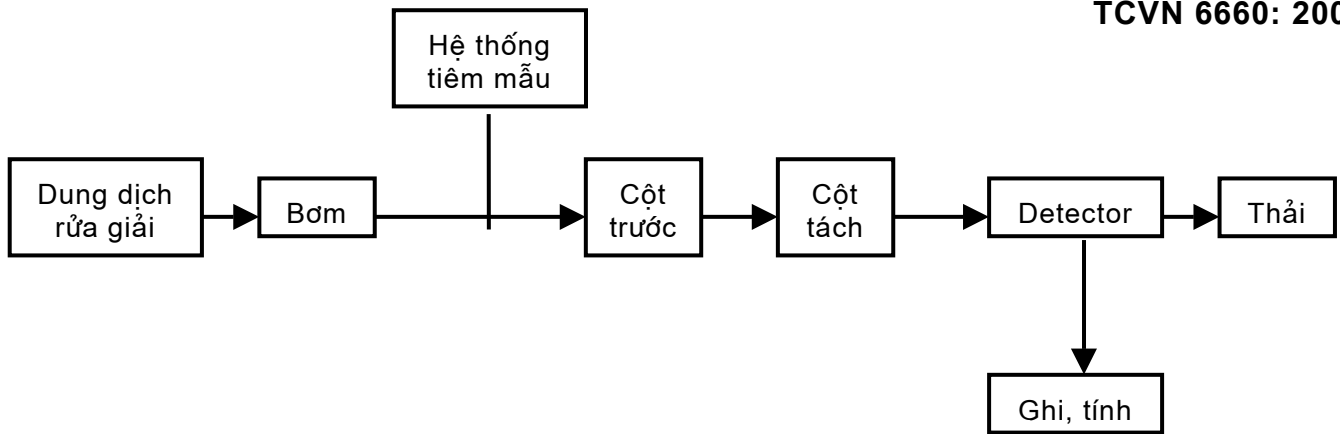 TCVN 6660: 200
Hệ thống
tiêm mẫu
Dung dịch
rửa giải
Bơm
Cột
trước
Cột
tách
Detector
Thải
Ghi, tính